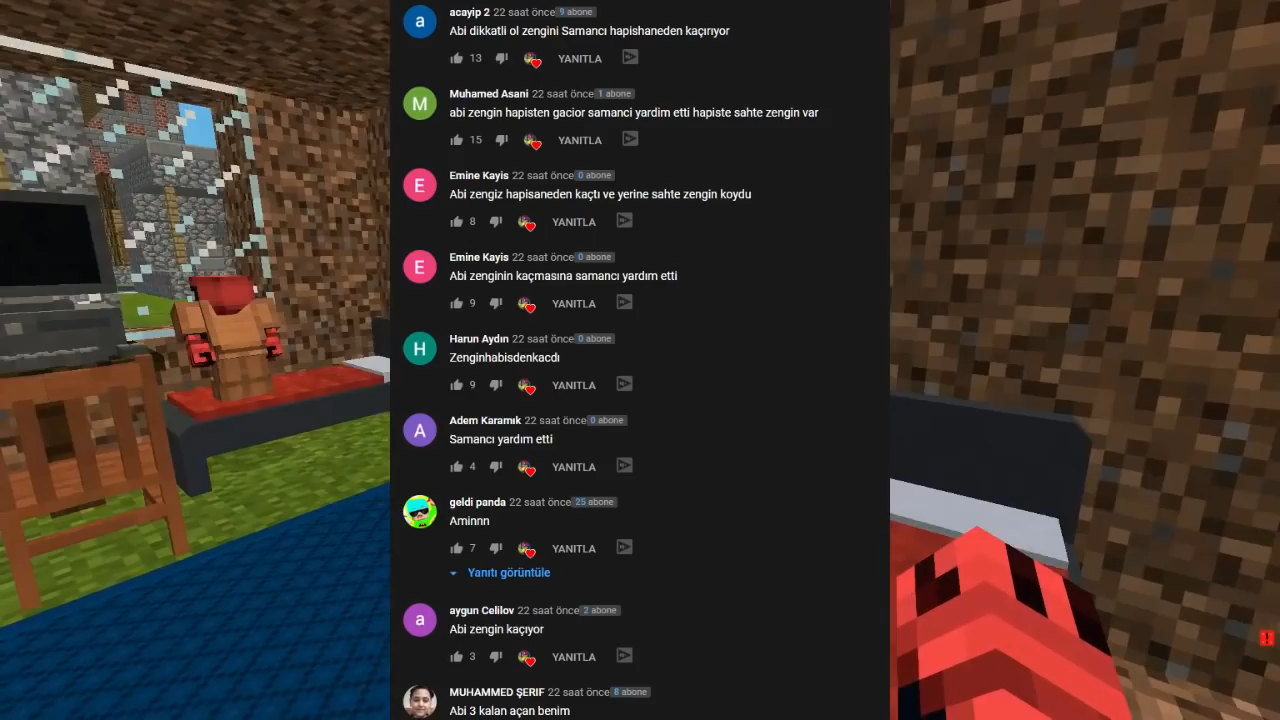 a
acayip 2 22 saat önce 9 abone
Abi dikkatli ol zengini Samancı hapishaneden kaçırıyor
13 YANITLA
M
Muhamed Asani 22 saat önce 1 abone
abi zengin hapisten gacior samanci yardim etti hapiste sahte zengin var
15 YANITLA
E
Emine Kayis 22 saat önce 0 abone
Abi zengiz hapisaneden kaçtı ve yerine sahte zengin koydu
8 YANITLA
E
Emine Kayis 22 saat önce 0 abone
Abi zenginin kaçmasına samancı yardım etti
9 YANITLA
H
Harun Aydın 22 saat önce 0 abone
Zenginhabisdenkacdı
9 YANITLA
A
Adem Karamık 22 saat önce 0 abone
Samancı yardım etti
4 YANITLA
geldi panda 22 saat önce 25 abone
Aminnn
7 YANITLA
Yanıtı görüntüle
a
aygun Celilov 22 saat önce 2 abone
Abi zengin kaçıyor
3 YANITLA
MUHAMMED ŞERIF 22 saat önce 8 abone
Abi 3 kalan açan benim